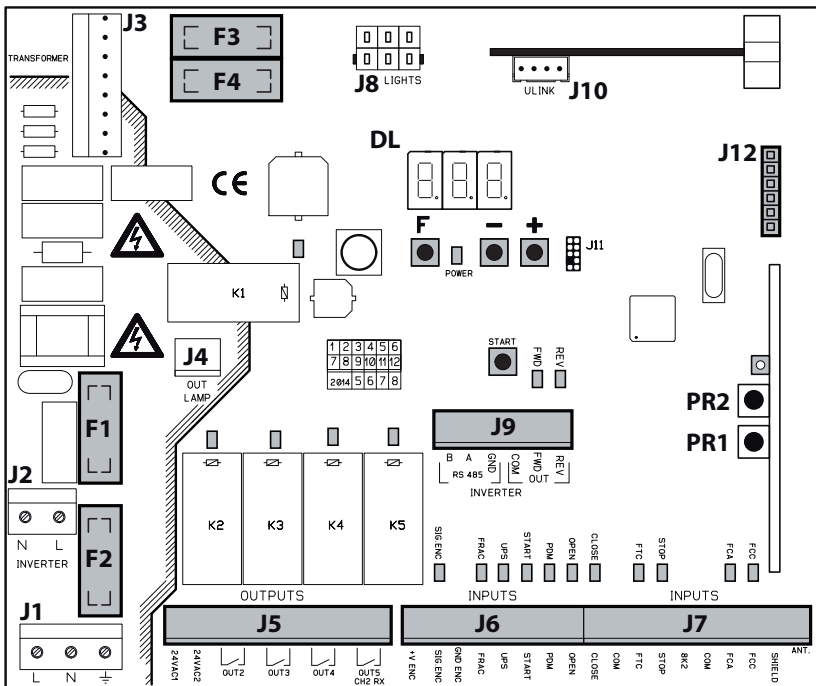 J3
F3
TRANSFORMER
F4
J8 LIGHTS
ULINK J10
DL
J12
CE
F - +
POWER
J11
K1
START
FWD
REV
J4
OUT
LAMP
1 2 3 4 5 6
7 8 9 10 11 12
2014 5 6 7 8
PR2
PR1
F1
J9
B A GND COM FWD REV
RS 485 OUT
INVERTER
J2
N L
INVERTER
F2
K2 K3 K4 K5
SIG.ENC FRAC UPS START PDM OPEN CLOSE FTC STOP FCA FCC
OUTPUTS INPUTS INPUTS
J1
L N
J5 J6 J7
24VAC1 24VAC2 OUT2 OUT3 OUT4 OUT5
CH2 RX
+V ENC SIG ENC GND ENC FRAC UPS START PDM OPEN CLOSE COM FTC STOP 8K2 COM FCA FCC SHIELD ANT.